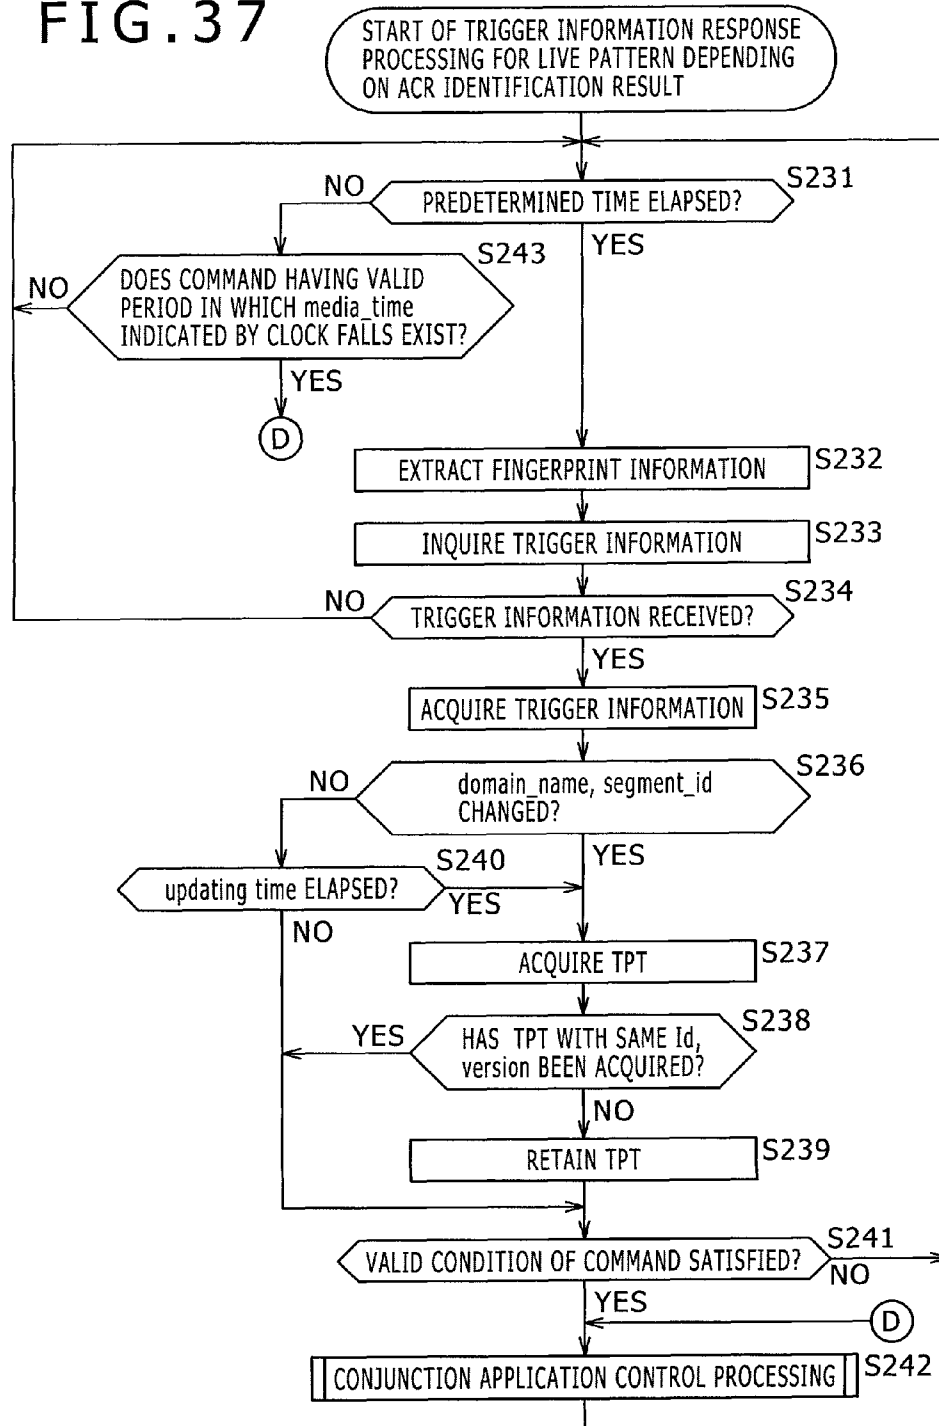 FIG.37
START OF TRIGGER INFORMATION RESPONSE
PROCESSING FOR LIVE PATTERN DEPENDING
ON ACR IDENTIFICATION RESULT
S231
NO
PREDETERMINED TIME ELAPSED?
YES
S243
NO
DOES COMMAND HAVING VALID
PERIOD IN WHICH media_time
INDICATED BY CLOCK FALLS EXIST?
YES
D
EXTRACT FINGERPRINT INFORMATION
S232
INQUIRE TRIGGER INFORMATION
S233
S234
NO
TRIGGER INFORMATION RECEIVED?
YES
ACQUIRE TRIGGER INFORMATION
S235
S236
NO
domain_name, segment_id
CHANGED?
YES
S240
updating time ELAPSED?
YES
NO
ACQUIRE TPT
S237
S238
YES
HAS TPT WITH SAME Id,
version BEEN ACQUIRED?
NO
RETAIN TPT
S239
S241
VALID CONDITION OF COMMAND SATISFIED?
NO
YES
D
CONJUNCTION APPLICATION CONTROL PROCESSING
S242